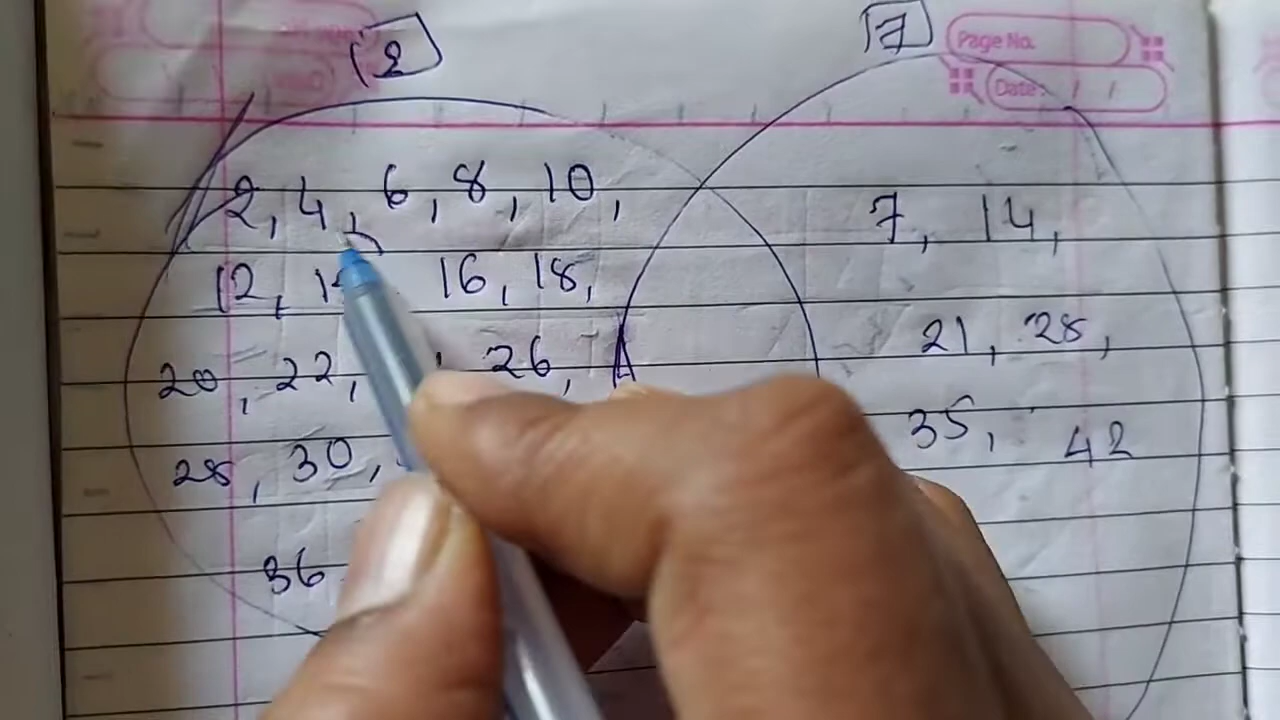 2 7
Page No.
Date: / /
2, 4, 6, 8, 10,
7, 14,
12, 16, 18,
21, 28,
20, 22, 26,
35, 42
28, 30,
36